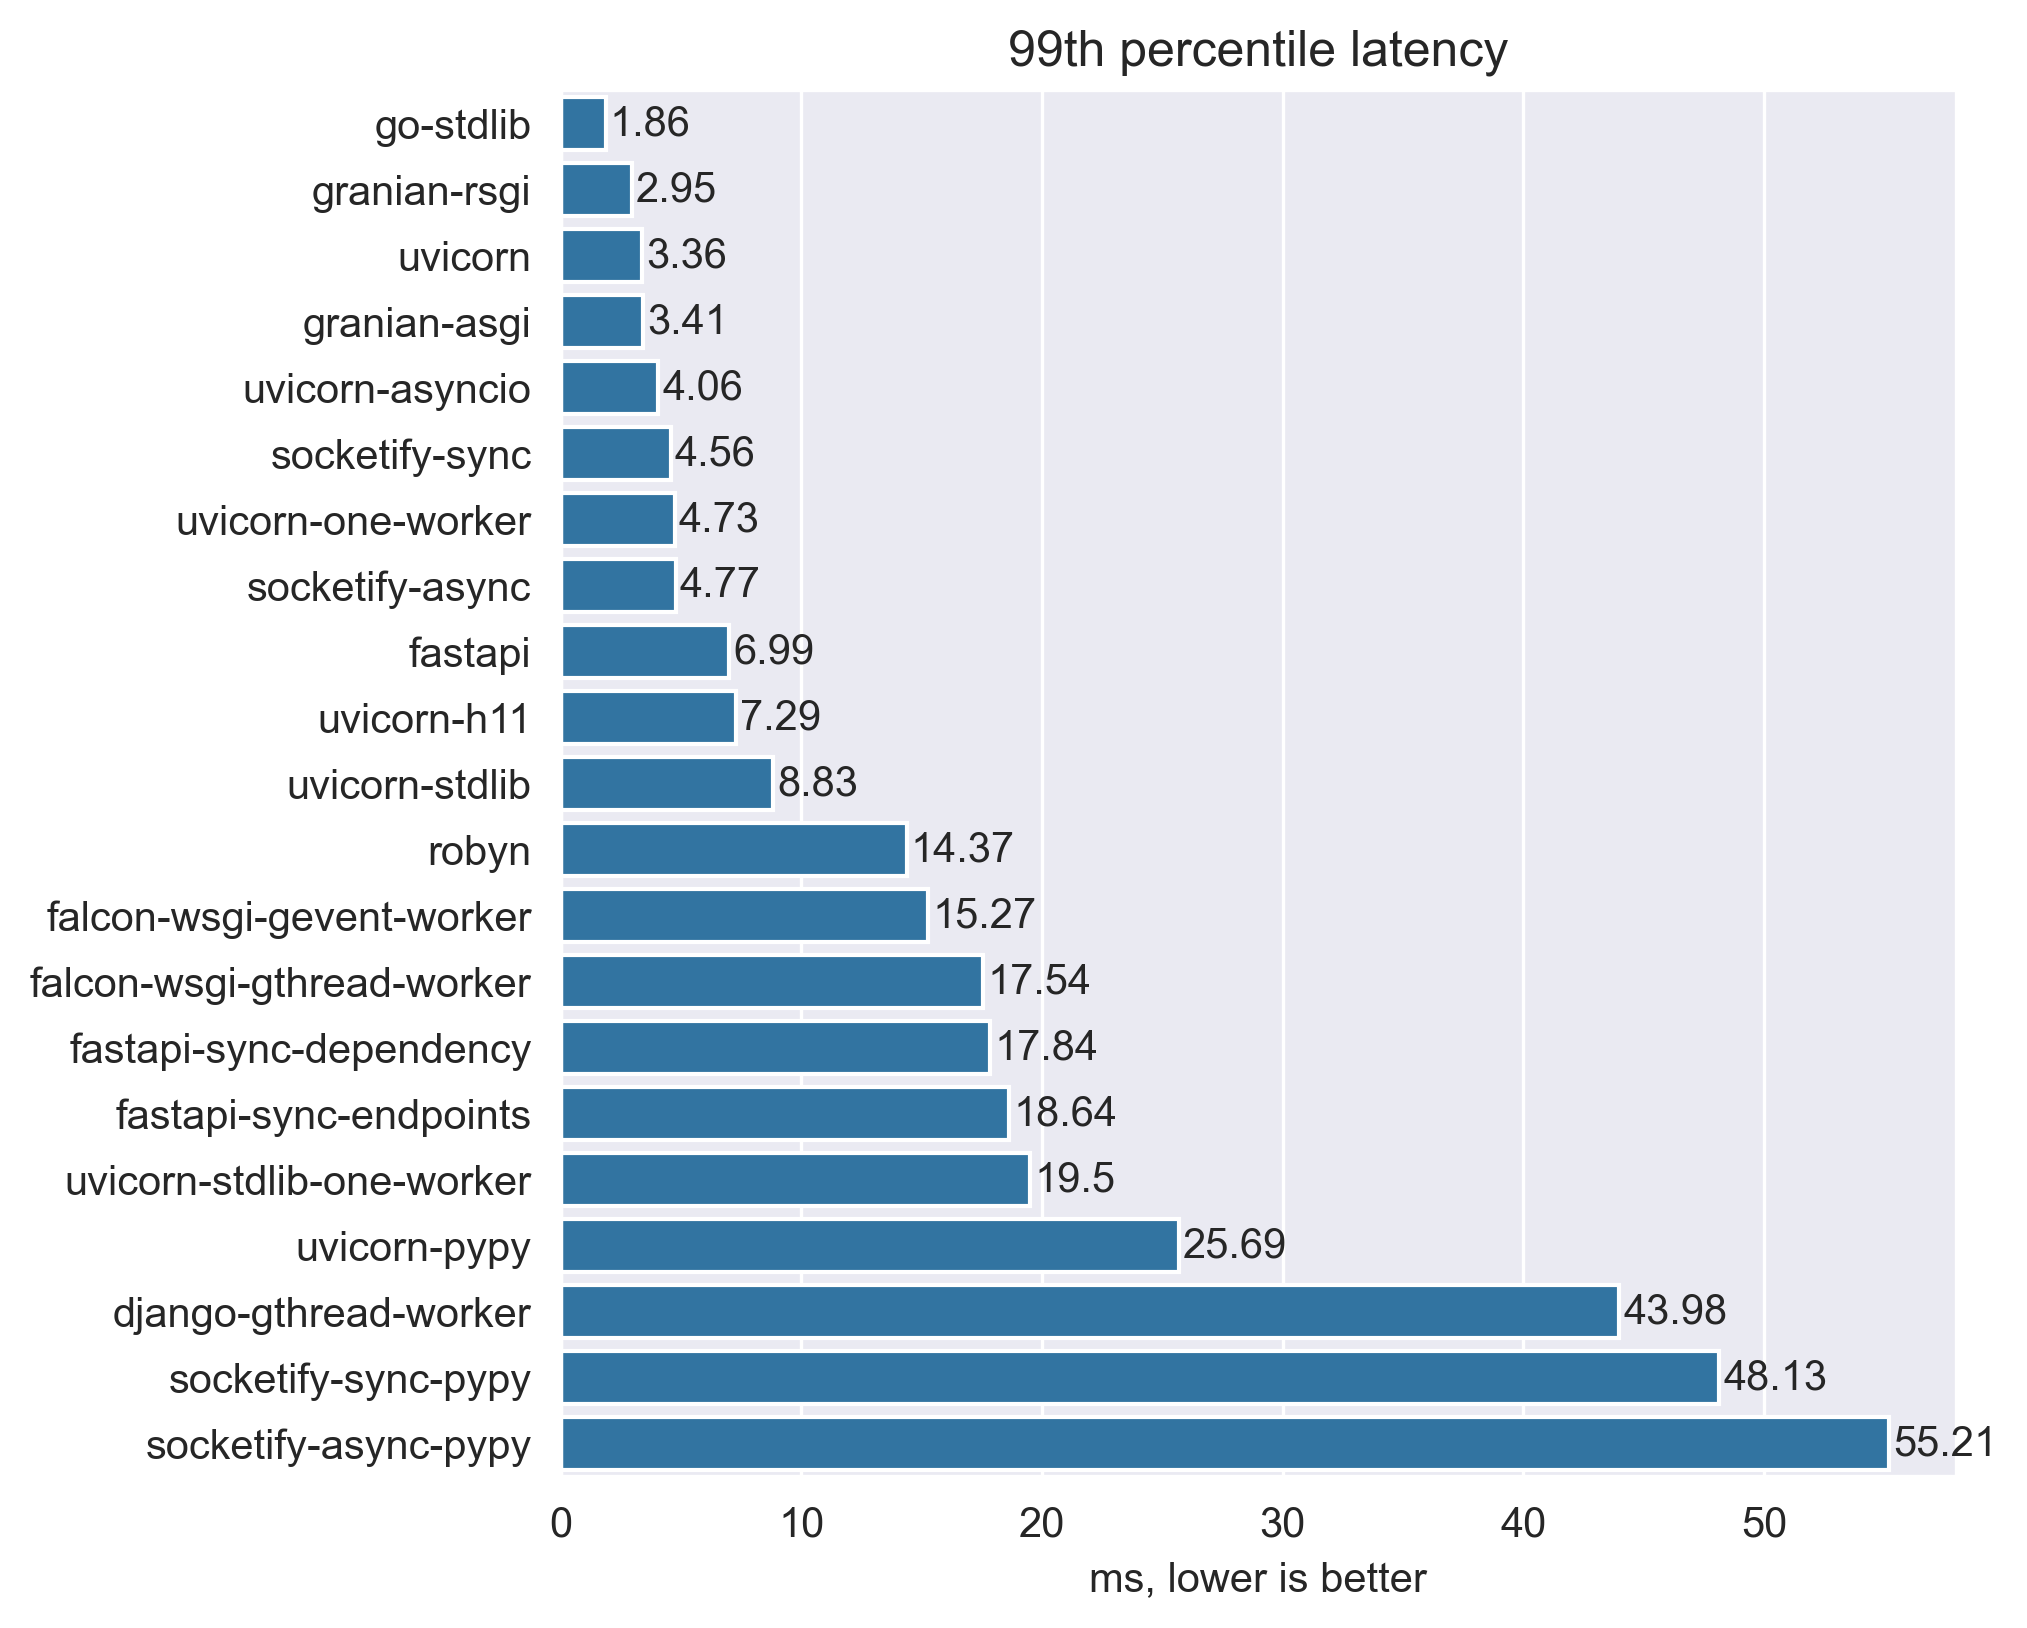 99th percentile latency
go-stdlib 1.86
granian-rsgi 2.95
uvicorn 3.36
granian-asgi 3.41
uvicorn-asyncio 4.06
socketify-sync 4.56
uvicorn-one-worker 4.73
socketify-async 4.77
fastapi 6.99
uvicorn-h11 7.29
uvicorn-stdlib 8.83
robyn 14.37
falcon-wsgi-gevent-worker 15.27
falcon-wsgi-gthread-worker 17.54
fastapi-sync-dependency 17.84
fastapi-sync-endpoints 18.64
uvicorn-stdlib-one-worker 19.5
uvicorn-pypy 25.69
django-gthread-worker 43.98
socketify-sync-pypy 48.13
socketify-async-pypy 55.21
0 10 20 30 40 50
ms, lower is better